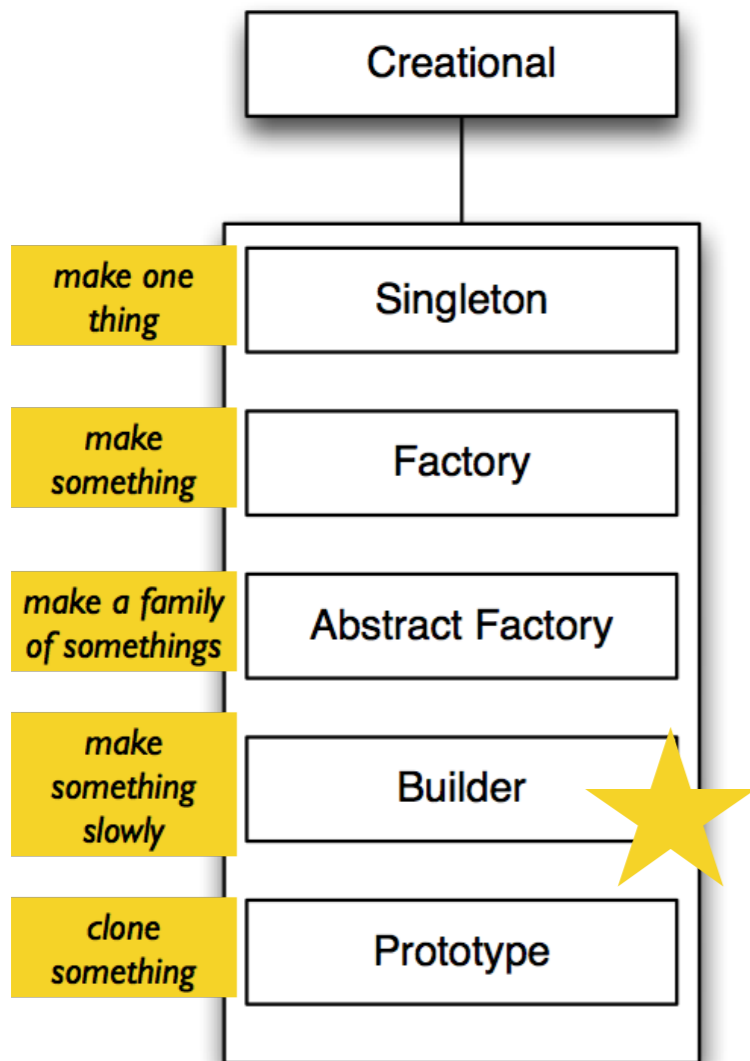 Creational
make one
thing
Singleton
make
something
Factory
make a family
of somethings
Abstract Factory
make
something
slowly
Builder
clone
something
Prototype